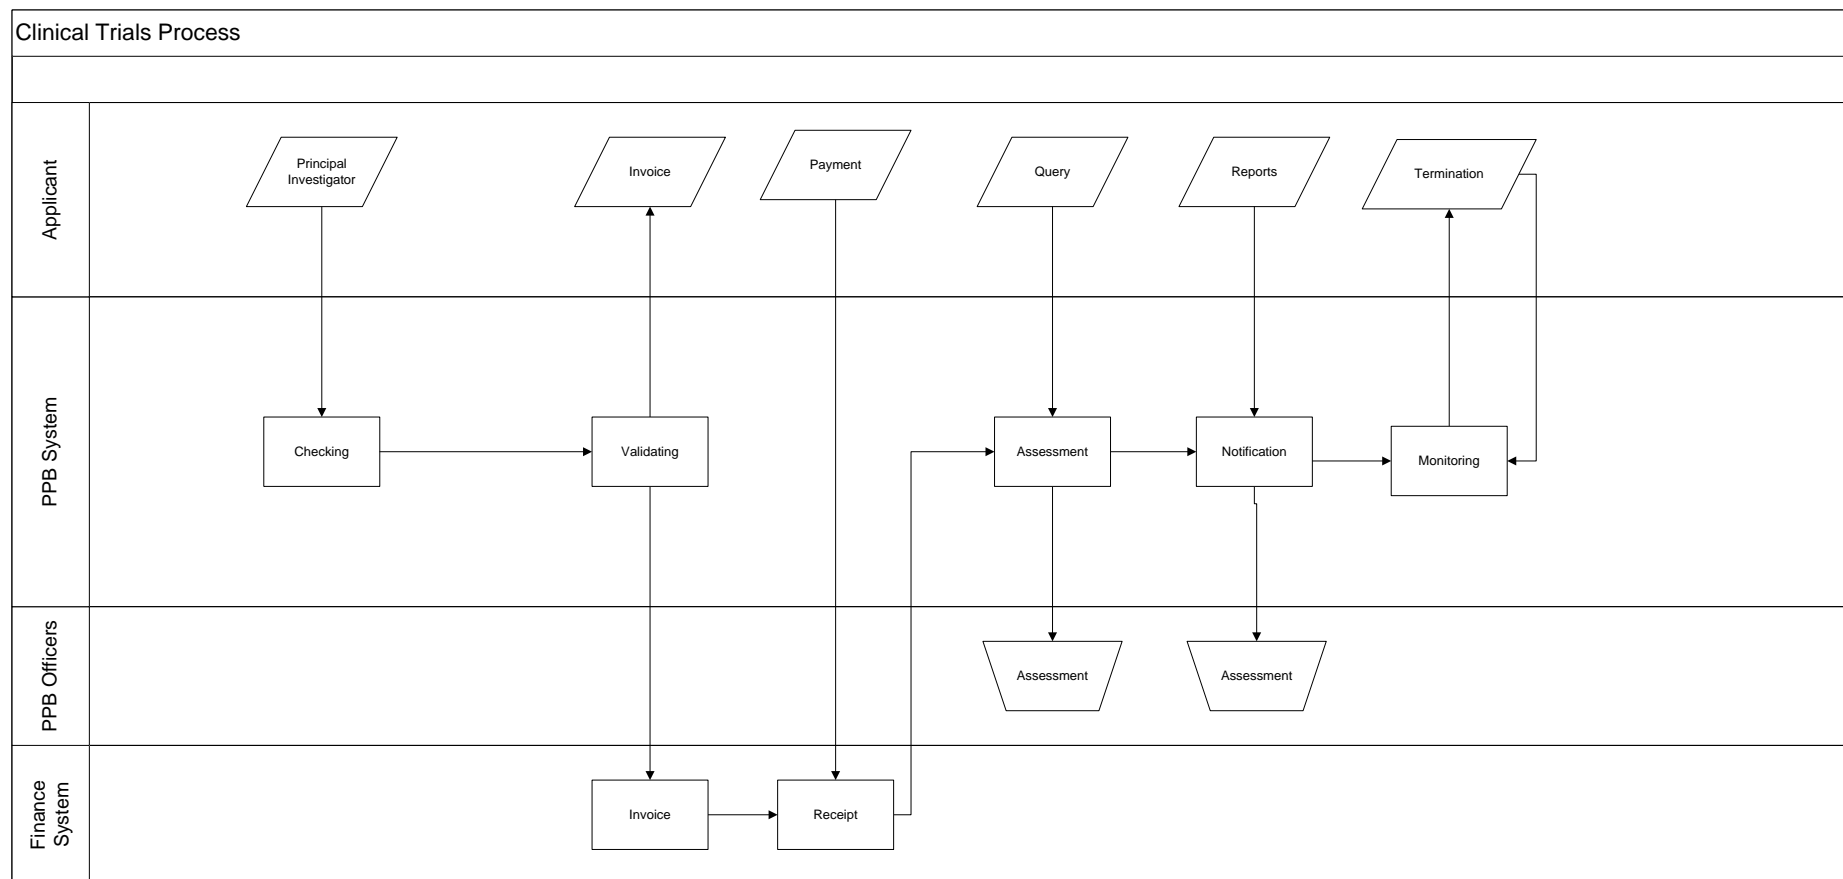 Clinical Trials Process
Applicant
Principal
Investigator
Invoice
Payment
Query
Reports
Termination
PPB System
Checking
Validating
Assessment
Notification
Monitoring
PPB Officers
Assessment
Assessment
Finance
System
Invoice
Receipt